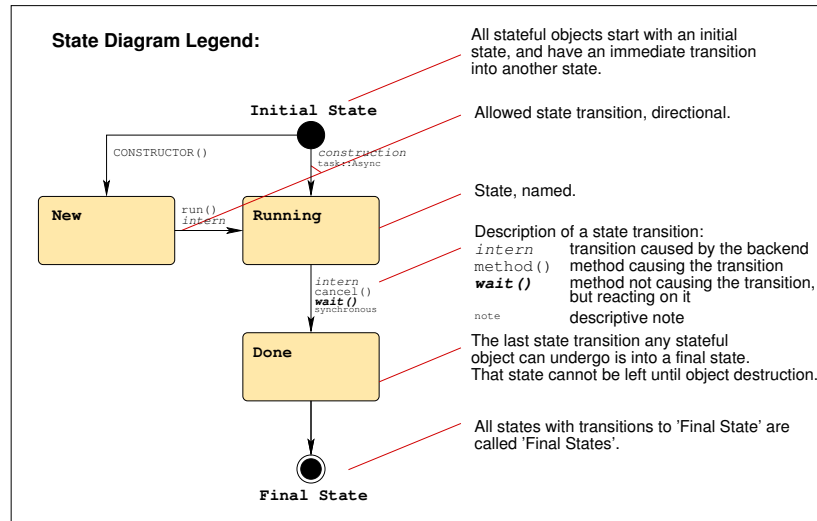 State Diagram Legend:
All stateful objects start with an initial
state, and have an immediate transition
into another state.
Initial State
Allowed state transition, directional.
CONSTRUCTOR()
construction
task::Async
New
run()
intern
Running
State, named.
Description of a state transition:
intern transition caused by the backend
method() method causing the transition
wait() method not causing the transition,
but reacting on it
note descriptive note
intern
cancel()
wait()
synchronous
Done
The last state transition any stateful
object can undergo is into a final state.
That state cannot be left until object destruction.
All states with transitions to 'Final State' are
called 'Final States'.
Final State